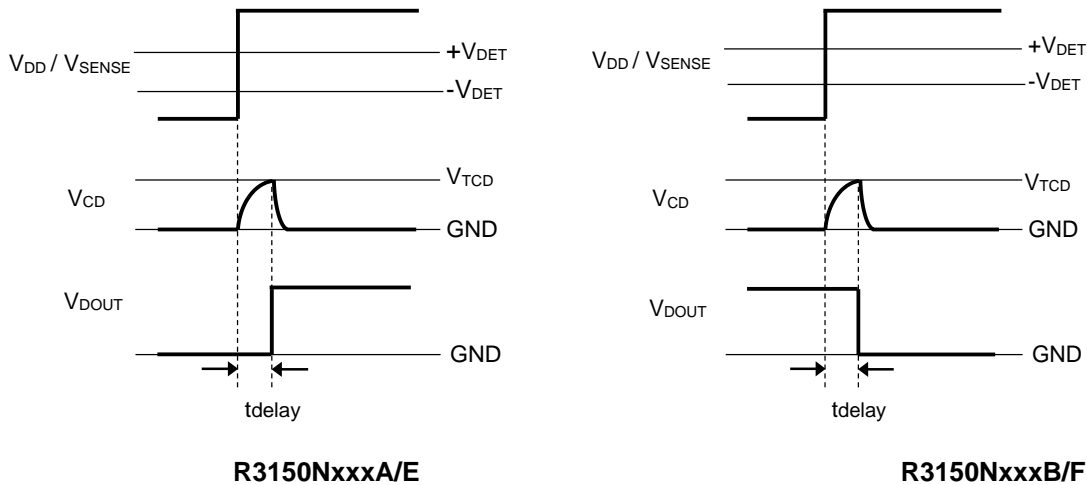 +VDET
VDD / VSENSE
-VDET
VTCD
VCD
GND
VDOUT
GND
tdelay
R3150NxxxA/E
+VDET
VDD / VSENSE
-VDET
VTCD
VCD
GND
VDOUT
GND
tdelay
R3150NxxxB/F